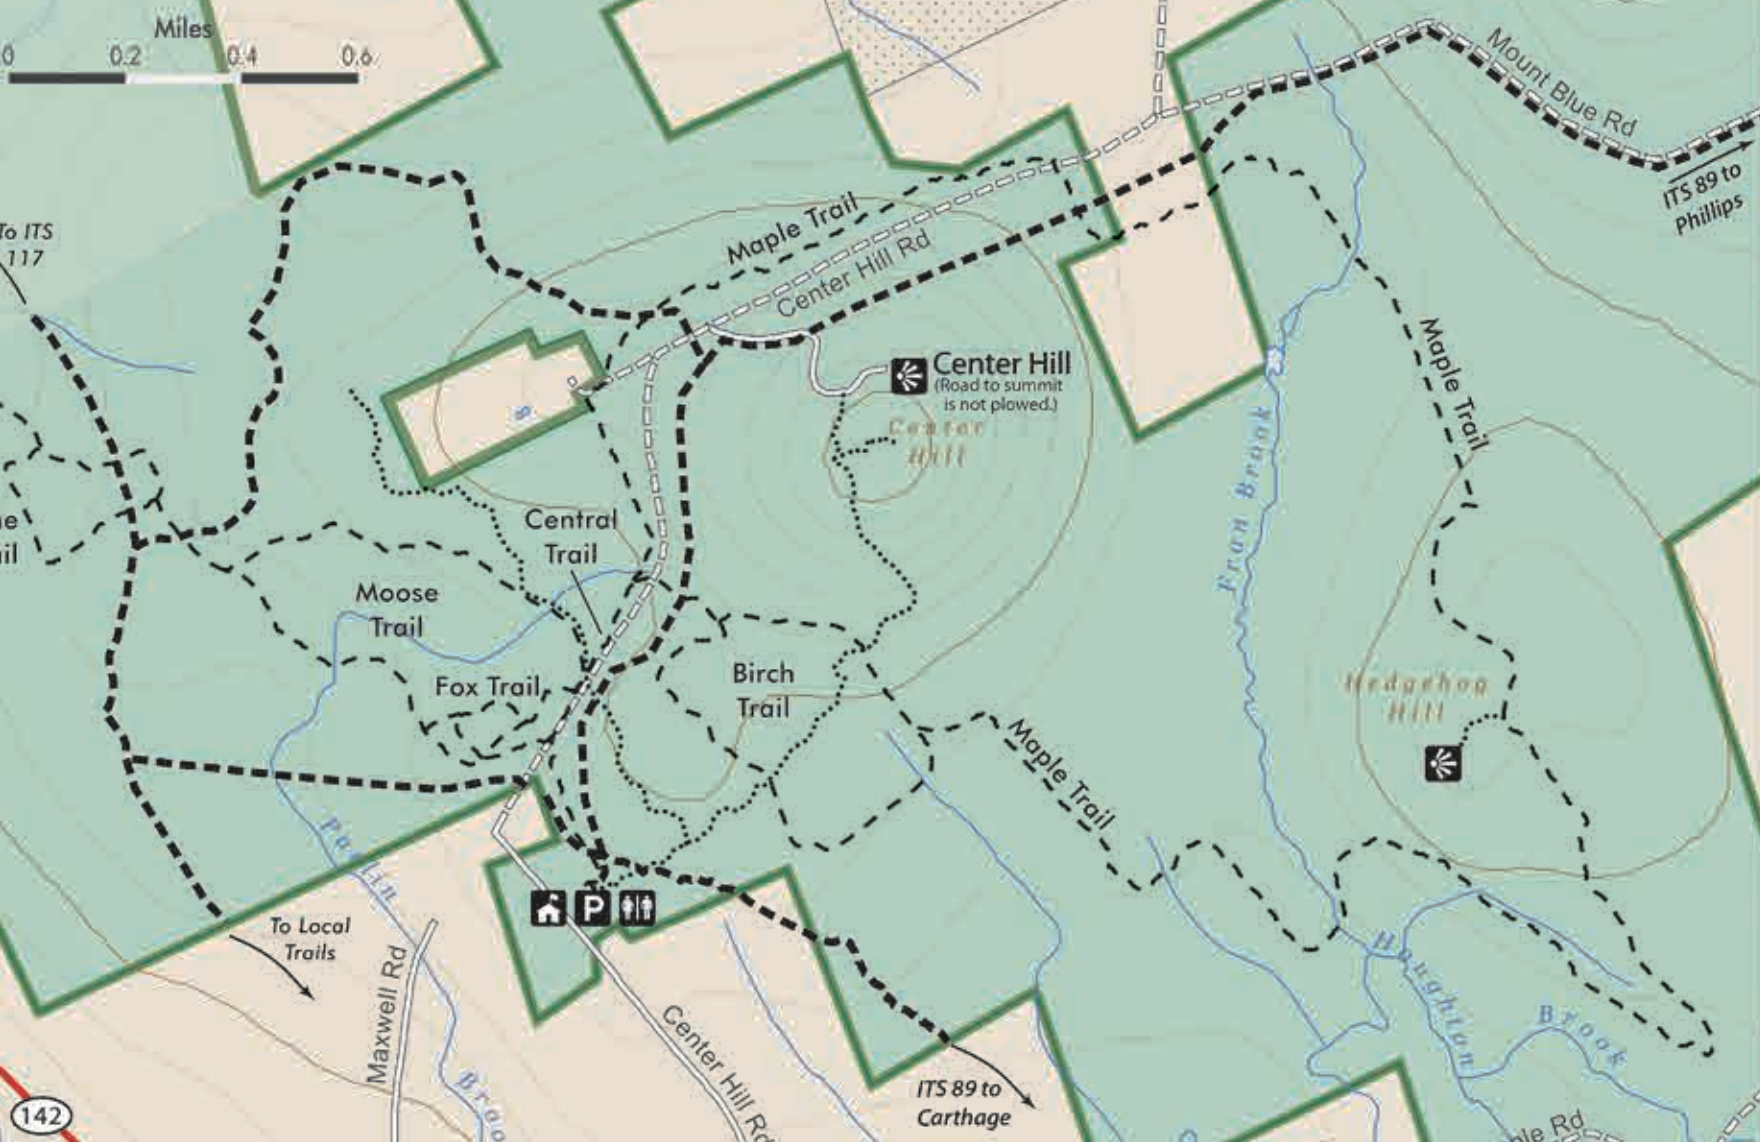 Miles
0 0.2 0.4 0.6
Mount Blue Rd
ITS 89 to
Phillips
To ITS
117
Maple Trail
Center Hill Rd
Center Hill
(Road to summit
is not plowed.)
Center
Hill
Maple Trail
Fran Brook
Central
Trail
Moose
Trail
Fox Trail
Birch
Trail
Hedgehog
Hill
Maple Trail
P
To Local
Trails
Maxwell Rd
Center Hill Rd
Houghton
Brook
ITS 89 to
Carthage
142
Rd